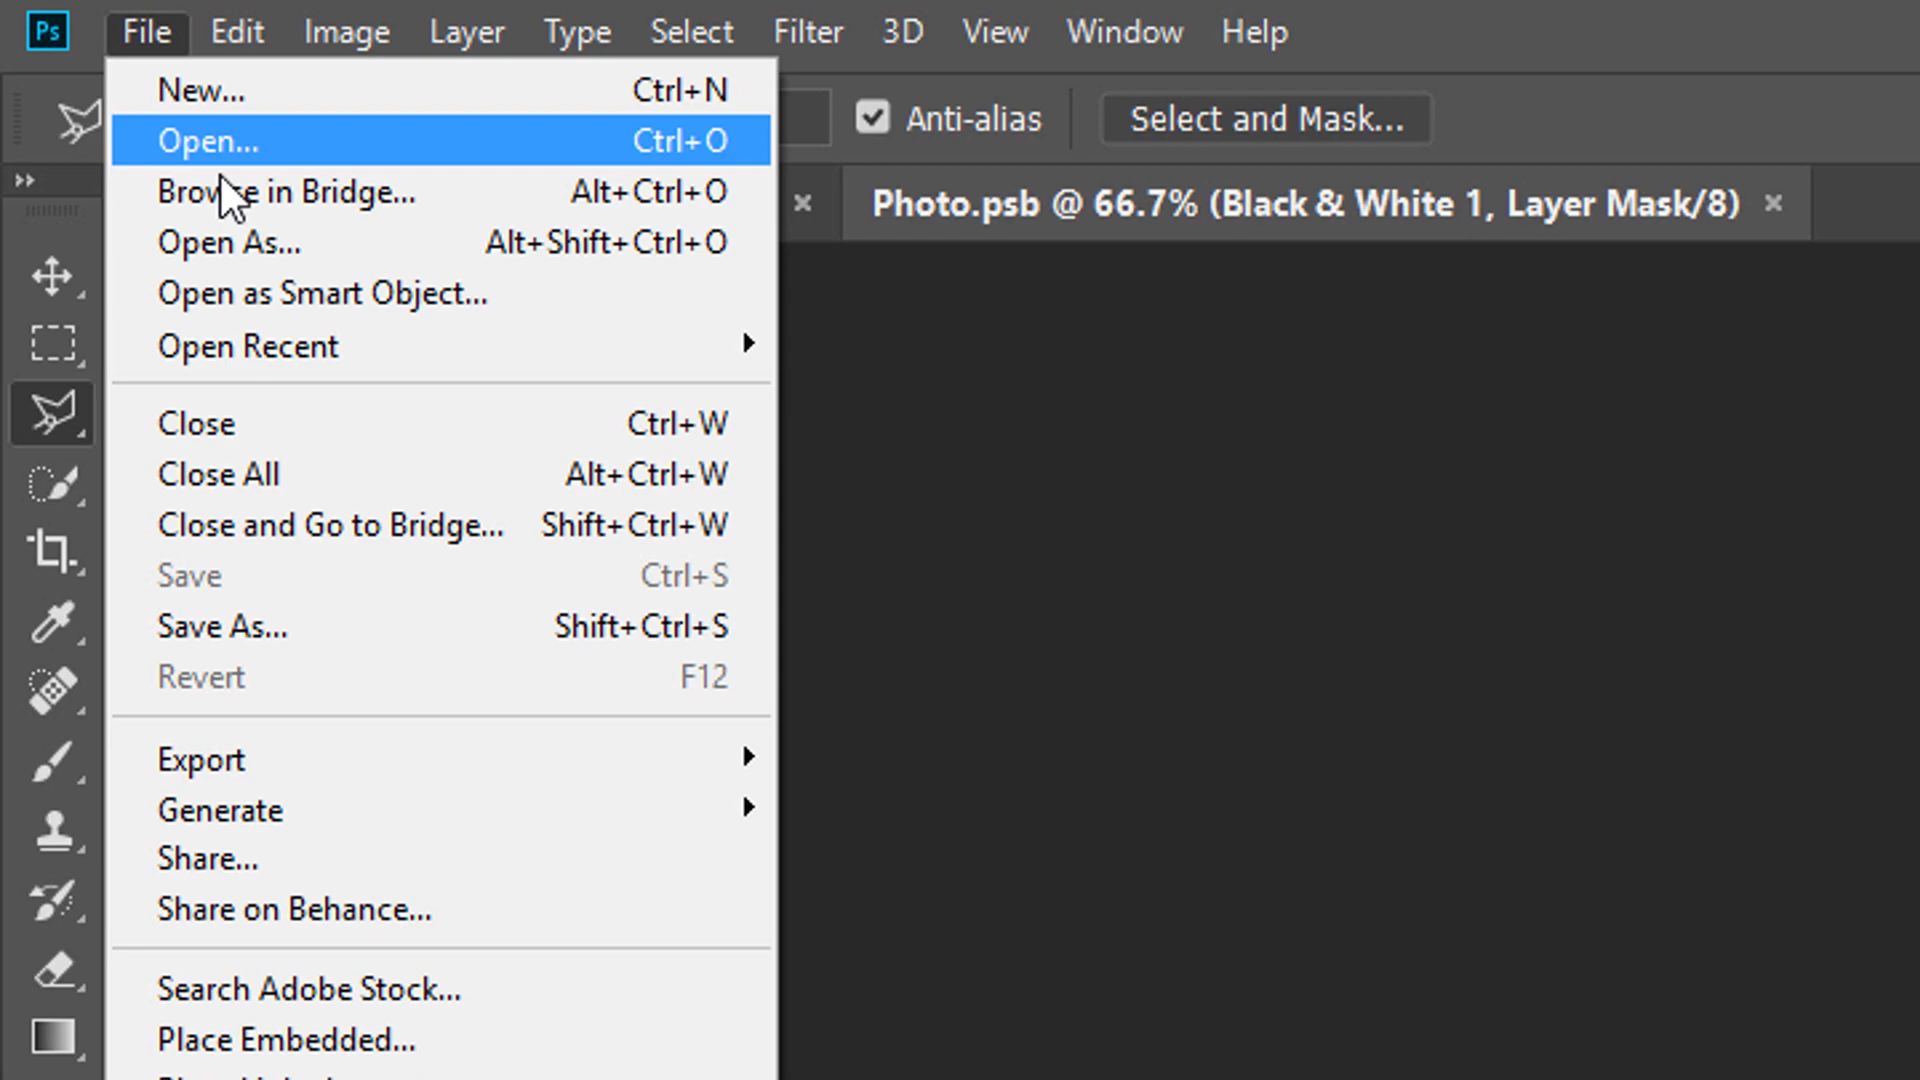 Ps File Edit Image Layer Type Select Filter 3D View Window Help
New... Ctrl+N
Open... Ctrl+O
Browse in Bridge... Alt+Ctrl+O
Open As... Alt+Shift+Ctrl+O
Open as Smart Object...
Open Recent
Close Ctrl+W
Close All Alt+Ctrl+W
Close and Go to Bridge... Shift+Ctrl+W
Save Ctrl+S
Save As... Shift+Ctrl+S
Revert F12
Export
Generate
Share...
Share on Behance...
Search Adobe Stock...
Place Embedded...
Anti-alias Select and Mask...
Photo.psb @ 66.7% (Black & White 1, Layer Mask/8)